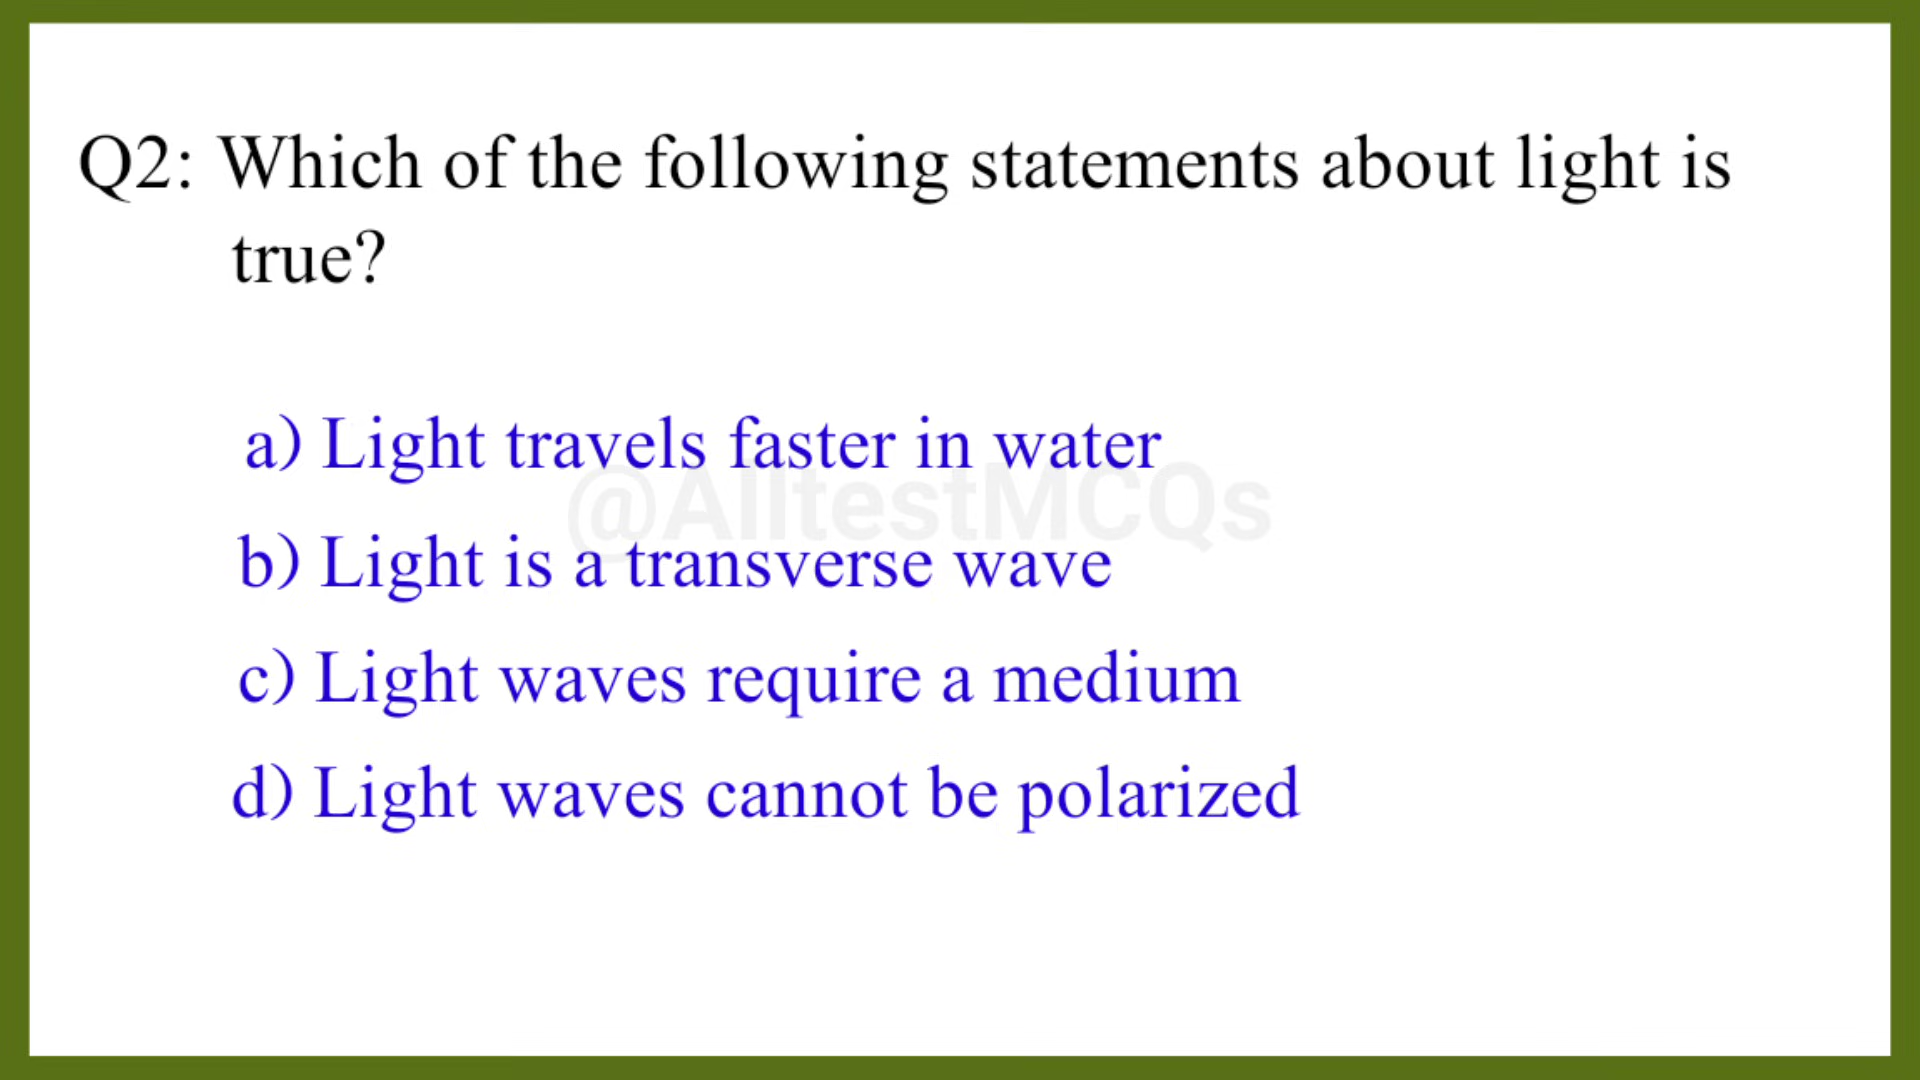 Q2: Which of the following statements about light is
true?
a) Light travels faster in water
@AlltestMCQs
b) Light is a transverse wave
c) Light waves require a medium
d) Light waves cannot be polarized